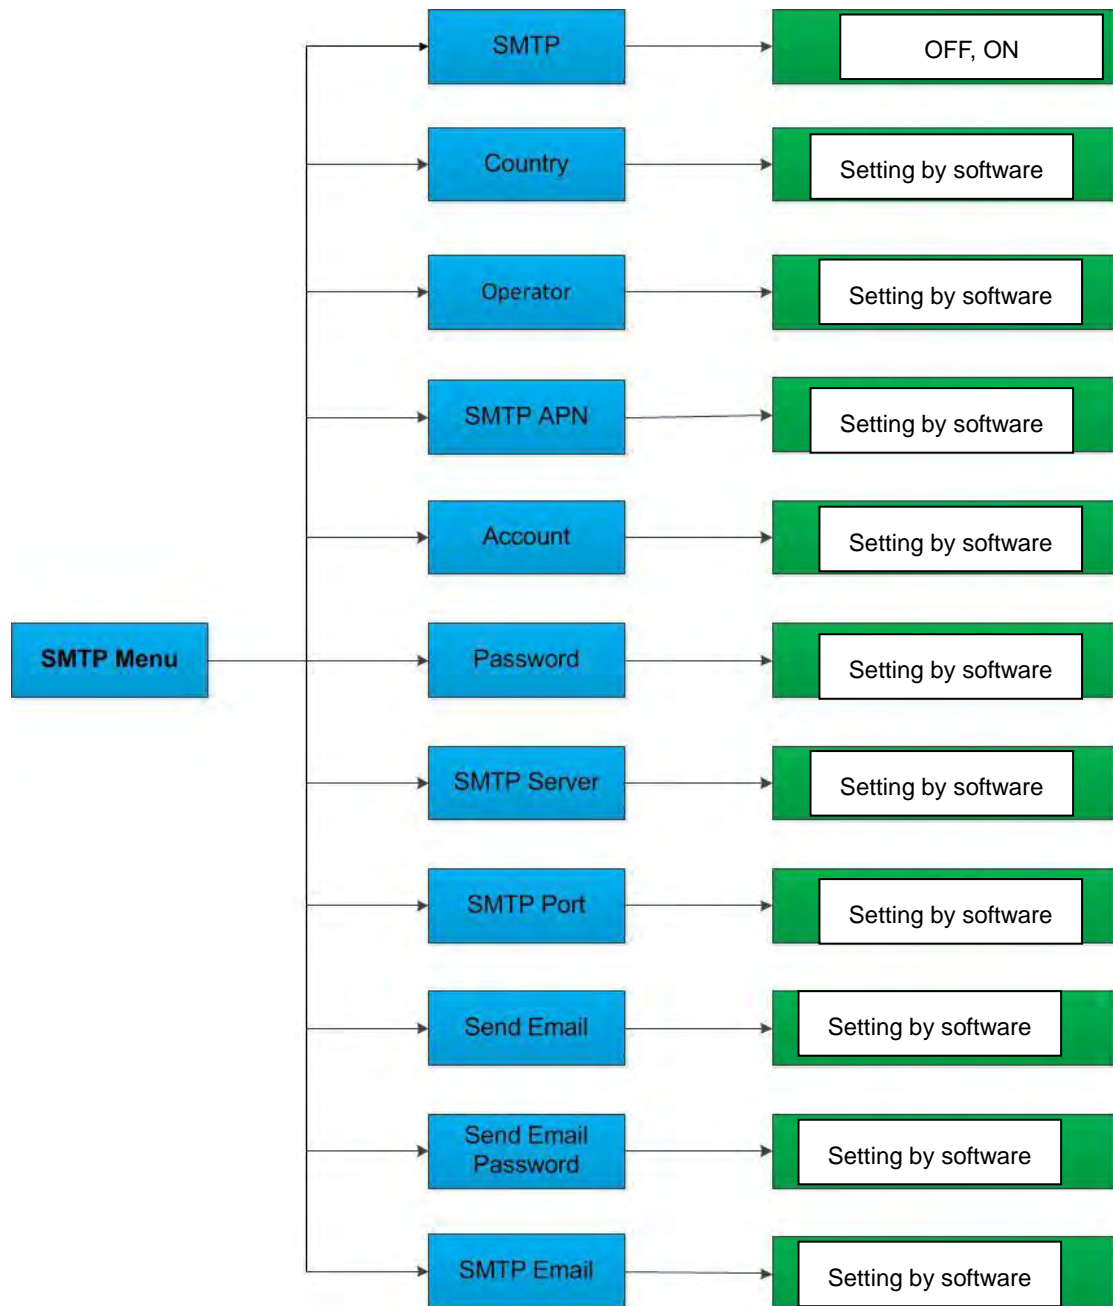 SMTP
OFF, ON
Country
Setting by software
Operator
Setting by software
SMTP APN
Setting by software
Account
Setting by software
SMTP Menu
Password
Setting by software
SMTP Server
Setting by software
SMTP Port
Setting by software
Send Email
Setting by software
Send Email
Password
Setting by software
SMTP Email
Setting by software